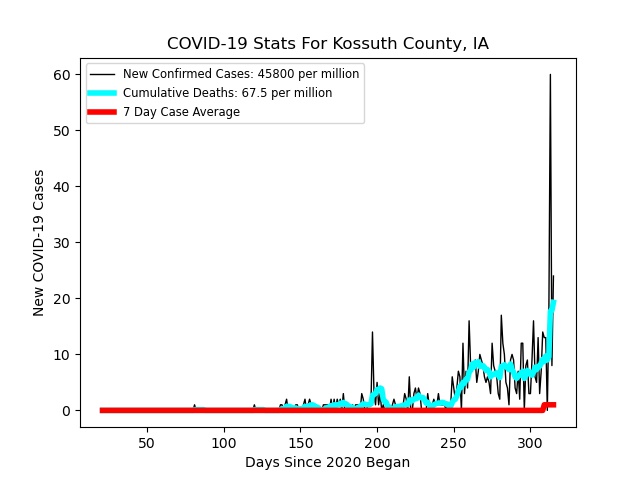 COVID-19 Stats For Kossuth County, IA
New Confirmed Cases: 45800 per million
Cumulative Deaths: 67.5 per million
7 Day Case Average
60
50
40
30
20
10
0
New COVID-19 Cases
50 100 150 200 250 300
Days Since 2020 Began